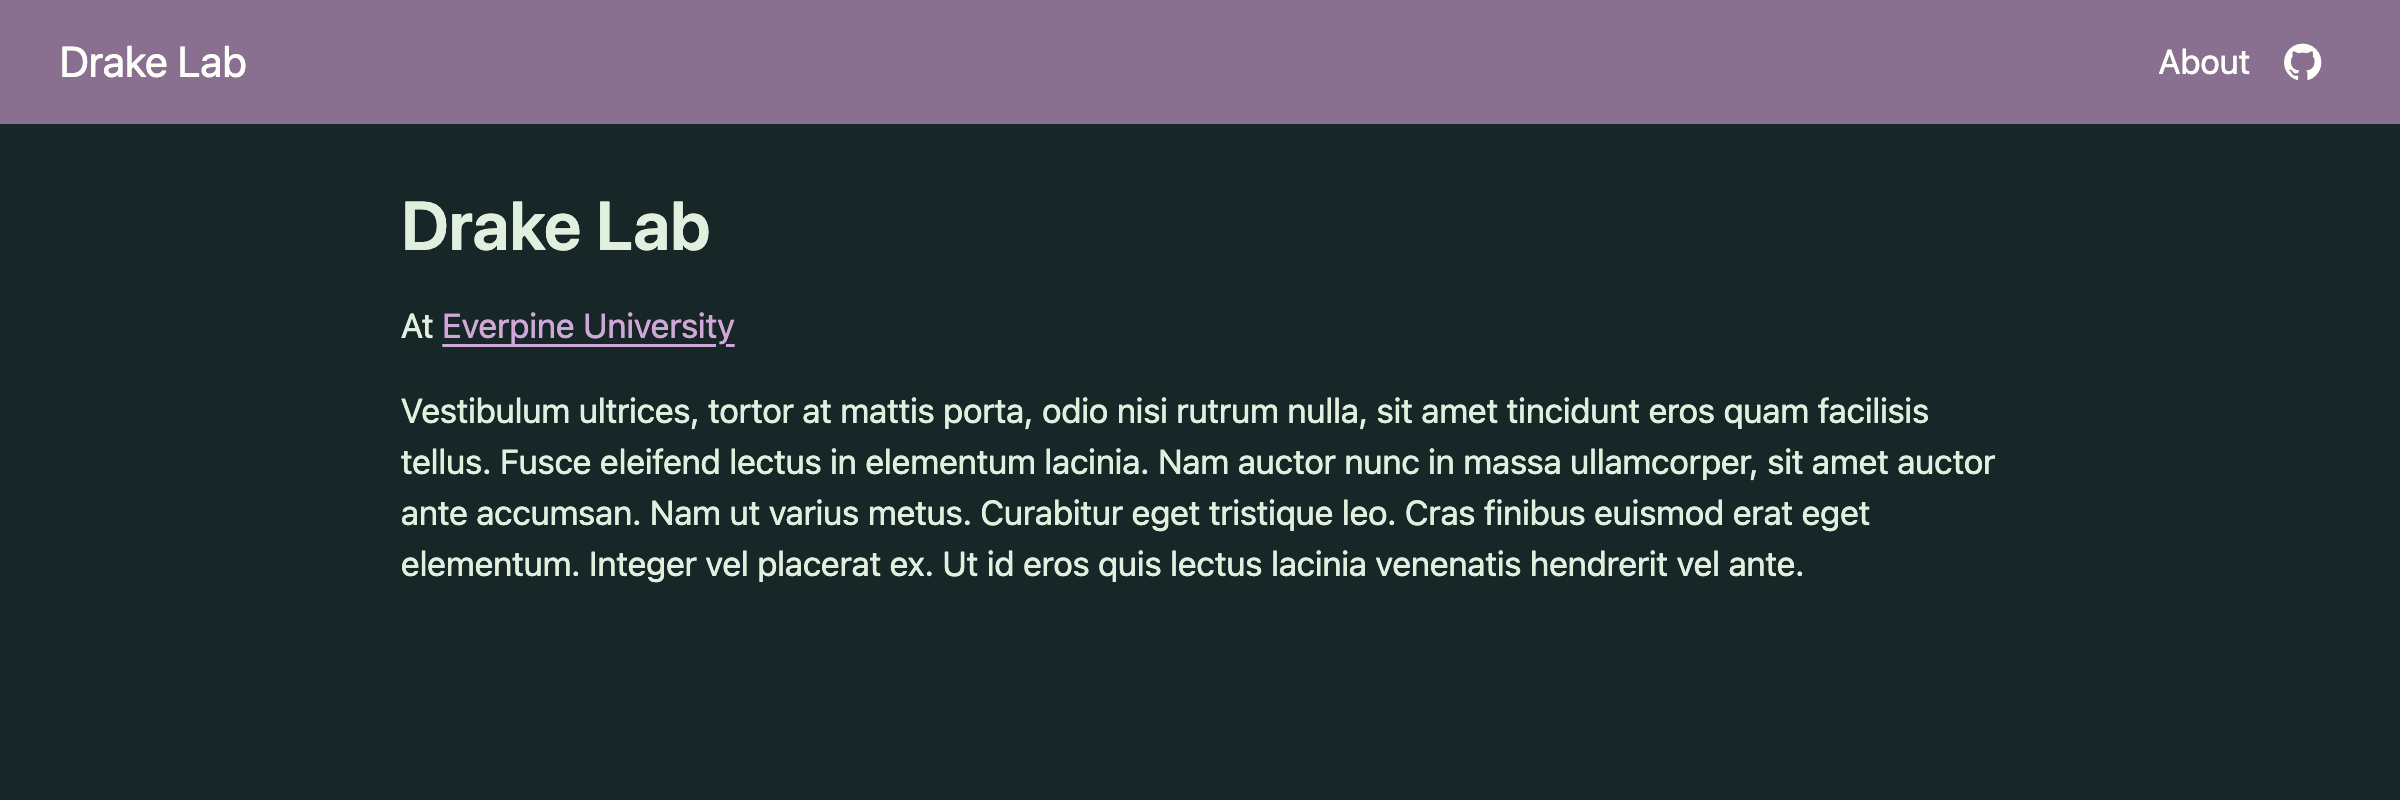 Drake Lab
About
Drake Lab
At Everpine University
Vestibulum ultrices, tortor at mattis porta, odio nisi rutrum nulla, sit amet tincidunt eros quam facilisis
tellus. Fusce eleifend lectus in elementum lacinia. Nam auctor nunc in massa ullamcorper, sit amet auctor
ante accumsan. Nam ut varius metus. Curabitur eget tristique leo. Cras finibus euismod erat eget
elementum. Integer vel placerat ex. Ut id eros quis lectus lacinia venenatis hendrerit vel ante.